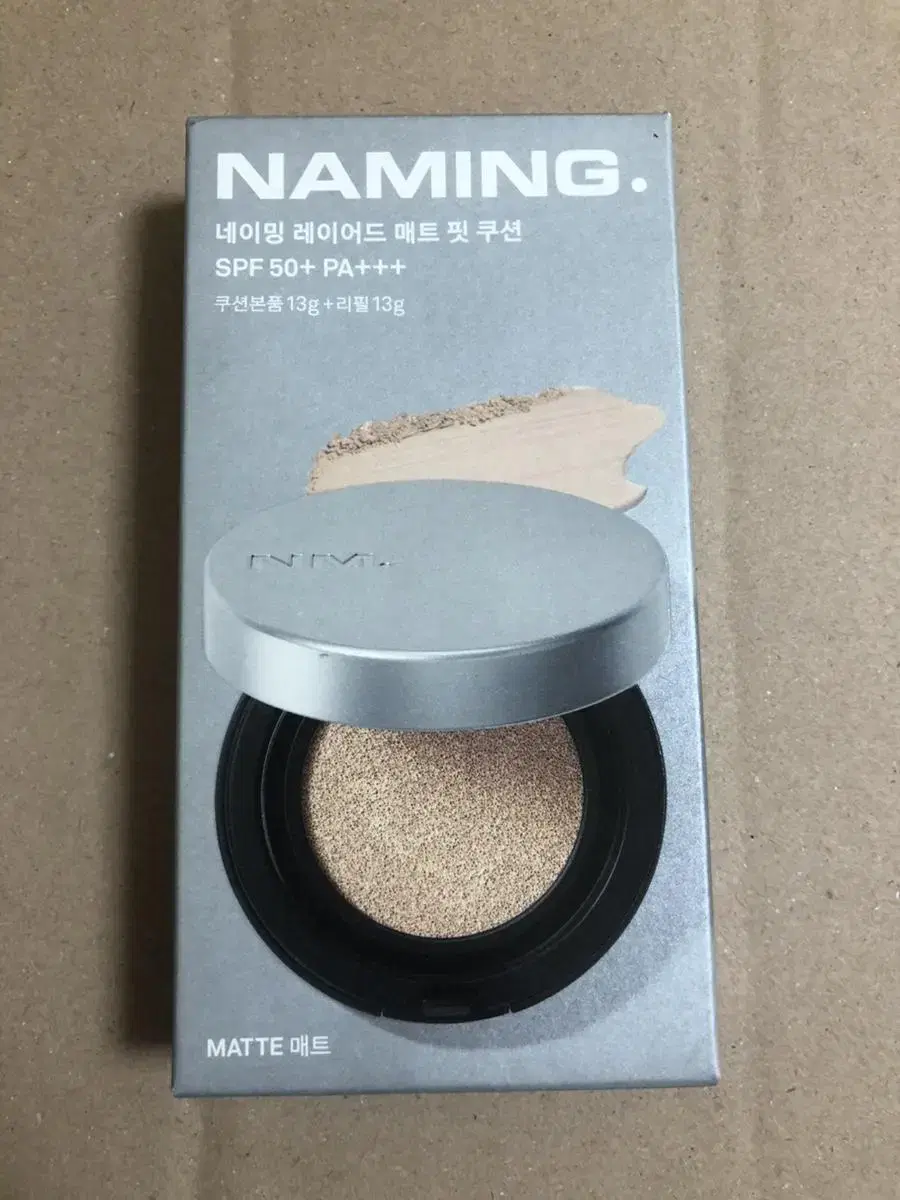 NAMING.
네이밍 레이어드 매트 핏 쿠션
SPF 50+ PA+++
쿠션본품 13g+리필 13g
NM.
MATTE 매트